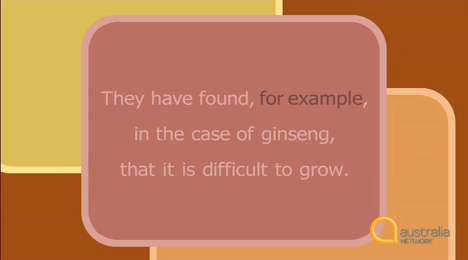 They have found, for example,
in the case of ginseng,
that it is difficult to grow.
australia
NETWORK